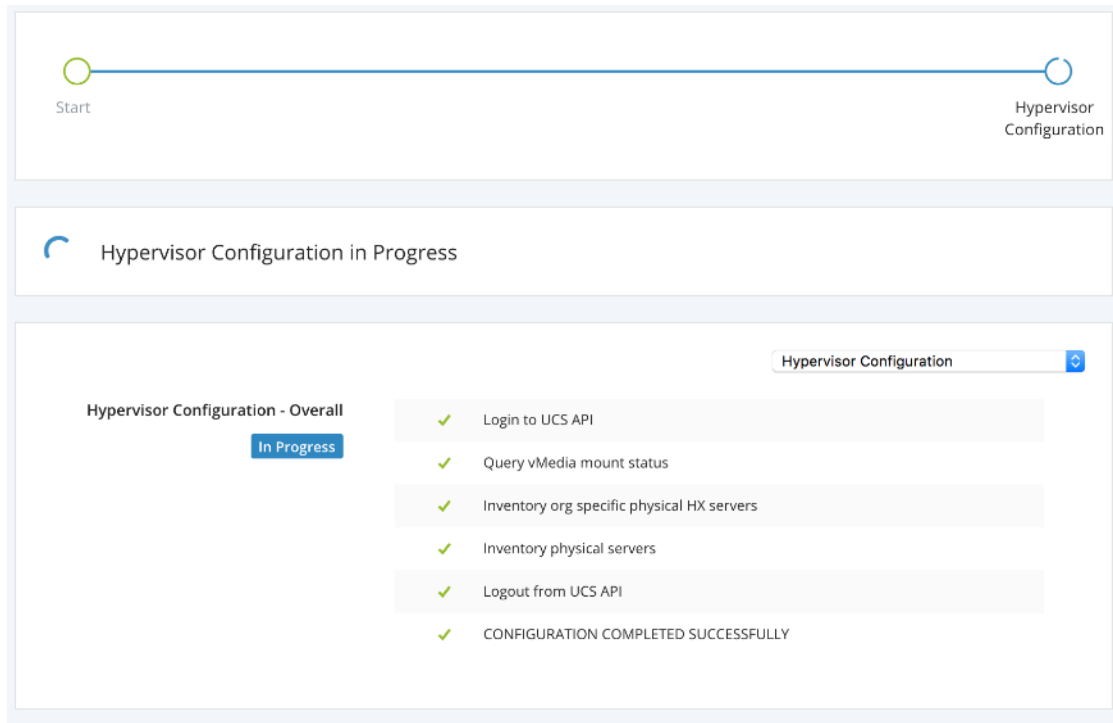 Start
Hypervisor
Configuration
Hypervisor Configuration in Progress
Hypervisor Configuration
Hypervisor Configuration - Overall
In Progress
Login to UCS API
Query vMedia mount status
Inventory org specific physical HX servers
Inventory physical servers
Logout from UCS API
CONFIGURATION COMPLETED SUCCESSFULLY